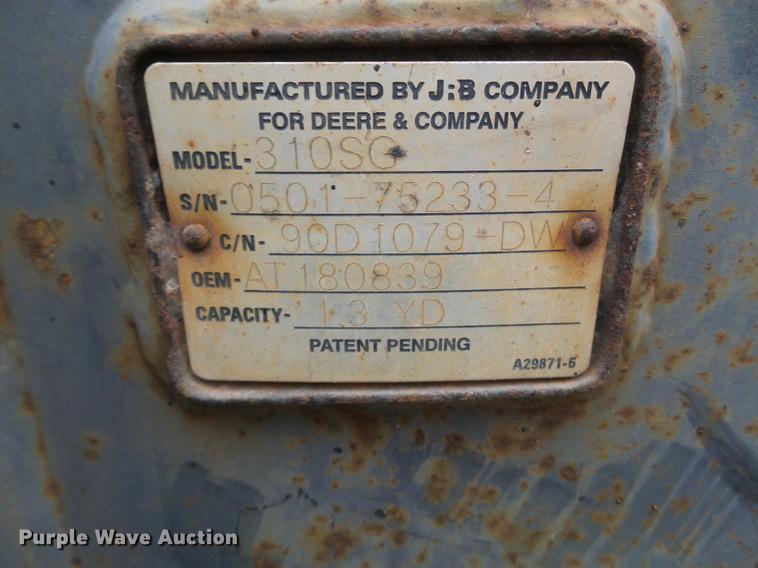 MANUFACTURED BY J:B COMPANY
FOR DEERE & COMPANY
MODEL- 310SG
S/N- 0501-75233-4
C/N- 90D1079-DW
OEM- AT180839
CAPACITY- 1.3 YD
PATENT PENDING
A29871-6
Purple Wave Auction